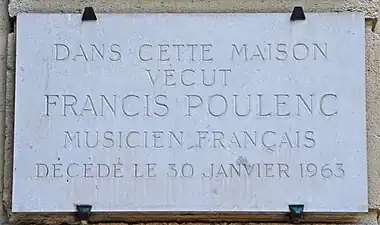 DANS CETTE MAISON
VÉCUT
FRANCIS POULENC
MUSICIEN FRANÇAIS
DÉCÉDÉ LE 30 JANVIER 1963